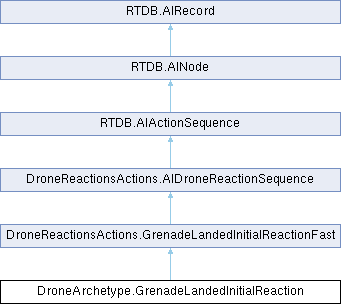 RTDB.AIRecord
RTDB.AINode
RTDB.AIActionSequence
DroneReactionsActions.AIDroneReactionSequence
DroneReactionsActions.GrenadeLandedInitialReactionFast
DroneArchetype.GrenadeLandedInitialReaction